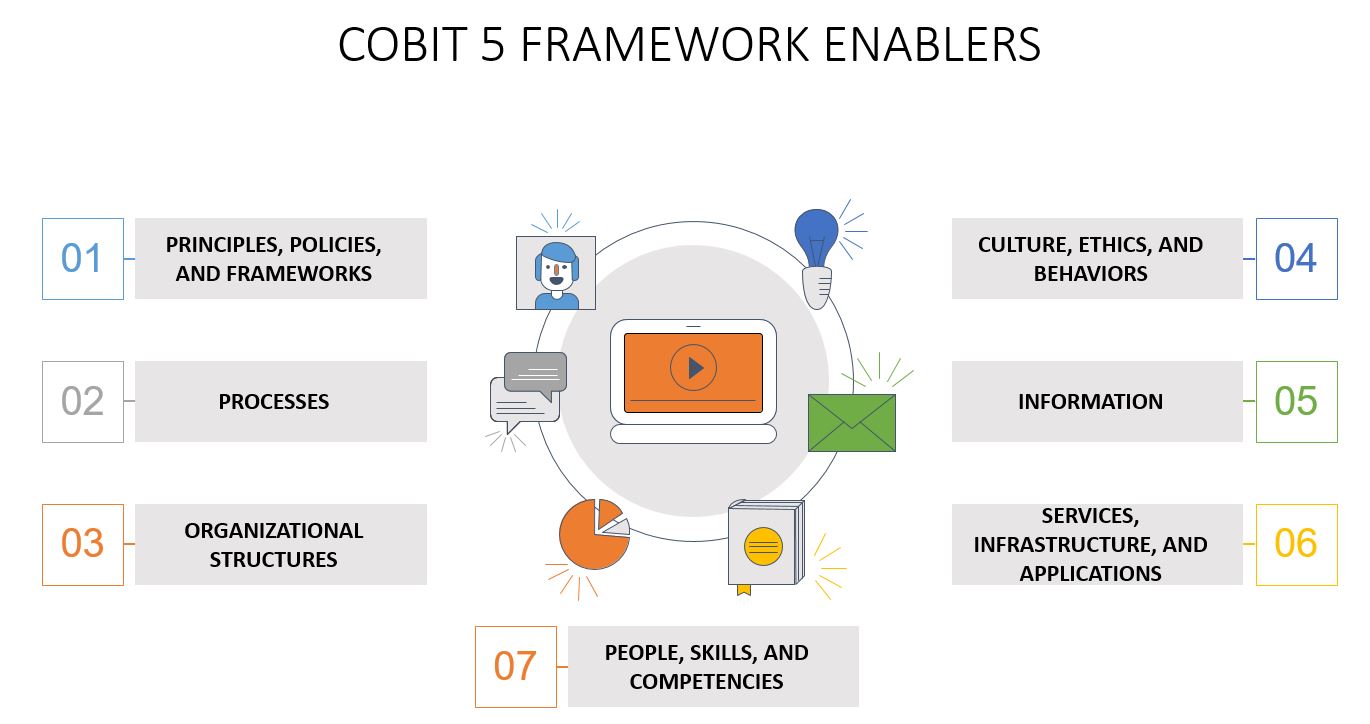 COBIT 5 FRAMEWORK ENABLERS
01
PRINCIPLES, POLICIES,
AND FRAMEWORKS
02
PROCESSES
03
ORGANIZATIONAL
STRUCTURES
CULTURE, ETHICS, AND
BEHAVIORS
04
INFORMATION
05
SERVICES,
INFRASTRUCTURE, AND
APPLICATIONS
06
07
PEOPLE, SKILLS, AND
COMPETENCIES